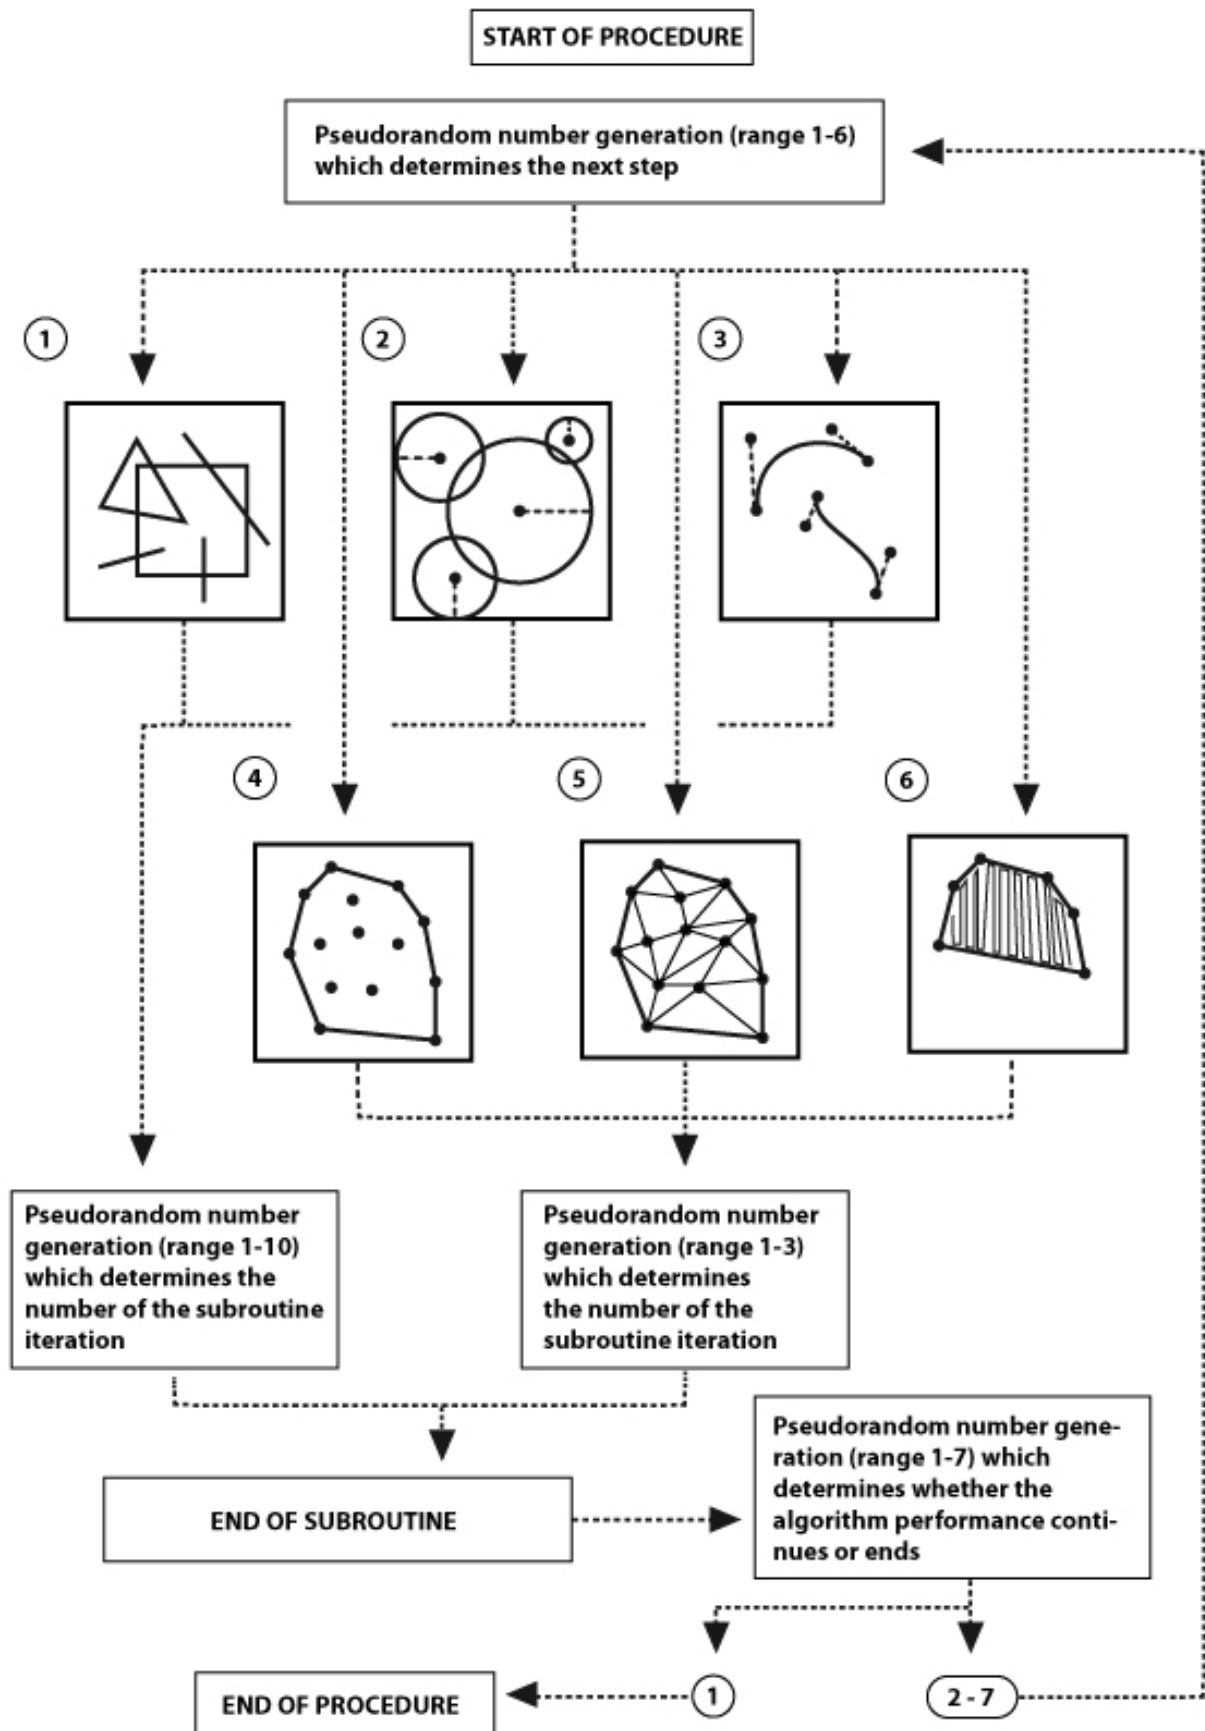 START OF PROCEDURE
Pseudorandom number generation (range 1-6)
which determines the next step
1
2
3
4
5
6
Pseudorandom number
generation (range 1-10)
which determines the
number of the subroutine
iteration
Pseudorandom number
generation (range 1-3)
which determines
the number of the
subroutine iteration
END OF SUBROUTINE
Pseudorandom number gene-
ration (range 1-7) which
determines whether the
algorithm performance conti-
nues or ends
END OF PROCEDURE
1
2 - 7